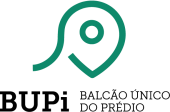 BUPi BALCÃO ÚNICO
DO PRÉDIO